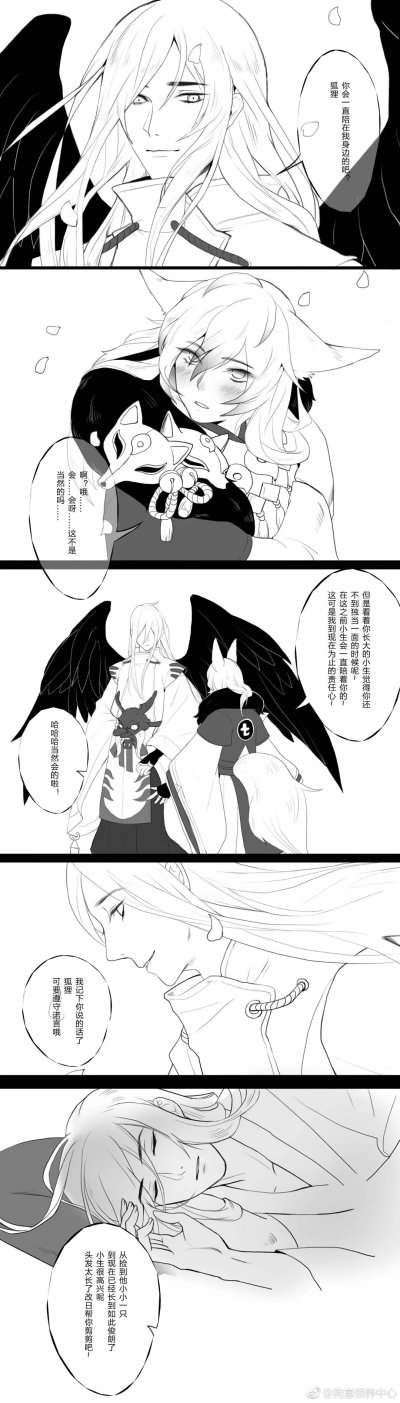 你会一直陪在我身边的吧？
狐狸
啊？哦……
会……会呀……这不是
当然的吗……
但是看着你长大的小生觉得你还
不到独当一面的时候呢~
在这之前小生会一直陪着你的~
这可是我到现在为止的责任心~
哈哈哈当然会的啦！
我记下你说的话了
狐狸
可要遵守诺言哦
从捡到他小小一只
到现在已经长到如此俊朗了
小生很高兴呢
头发太长了改日帮你剪剪吧~
@狗崽领养中心